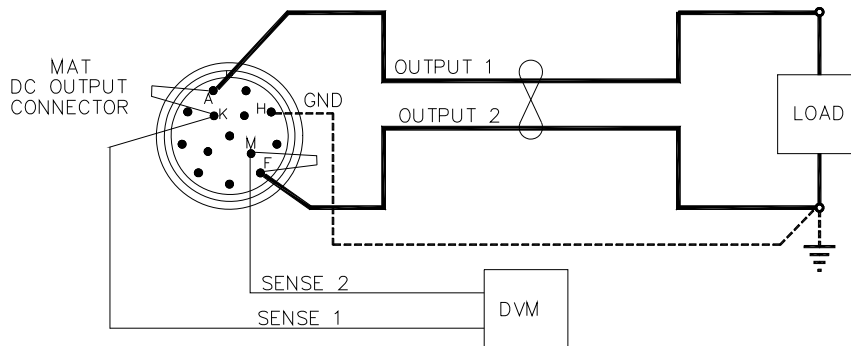 MAT
DC OUTPUT
CONNECTOR
A
K
H
GND
M
F
OUTPUT 1
OUTPUT 2
LOAD
SENSE 2
SENSE 1
DVM